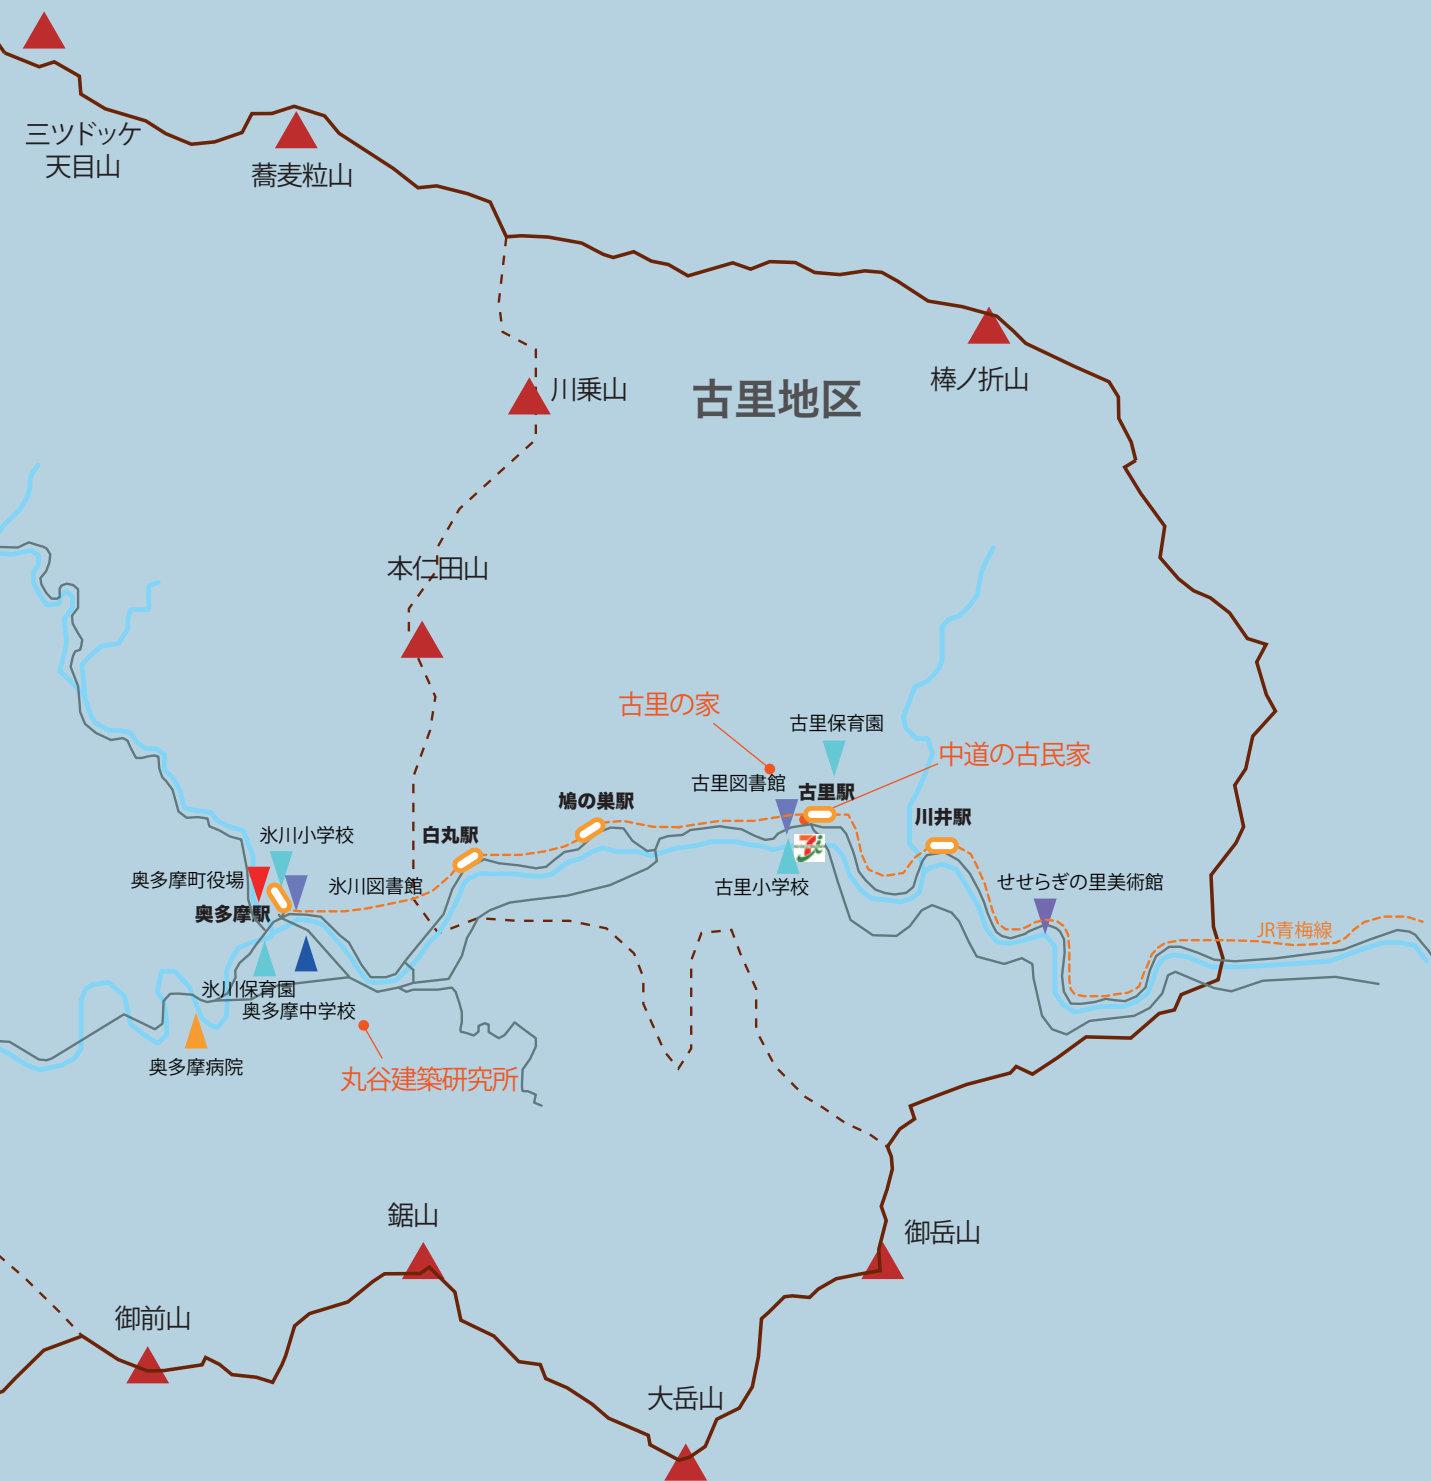 三ツドッケ
天目山
蕎麦粒山
川乗山
古里地区
棒ノ折山
本仁田山
古里の家
古里保育園
中道の古民家
古里図書館
古里駅
鳩の巣駅
川井駅
白丸駅
氷川小学校
奥多摩町役場
氷川図書館
古里小学校
せせらぎの里美術館
奥多摩駅
JR青梅線
氷川保育園
奥多摩中学校
奥多摩病院
丸谷建築研究所
鋸山
御岳山
御前山
大岳山